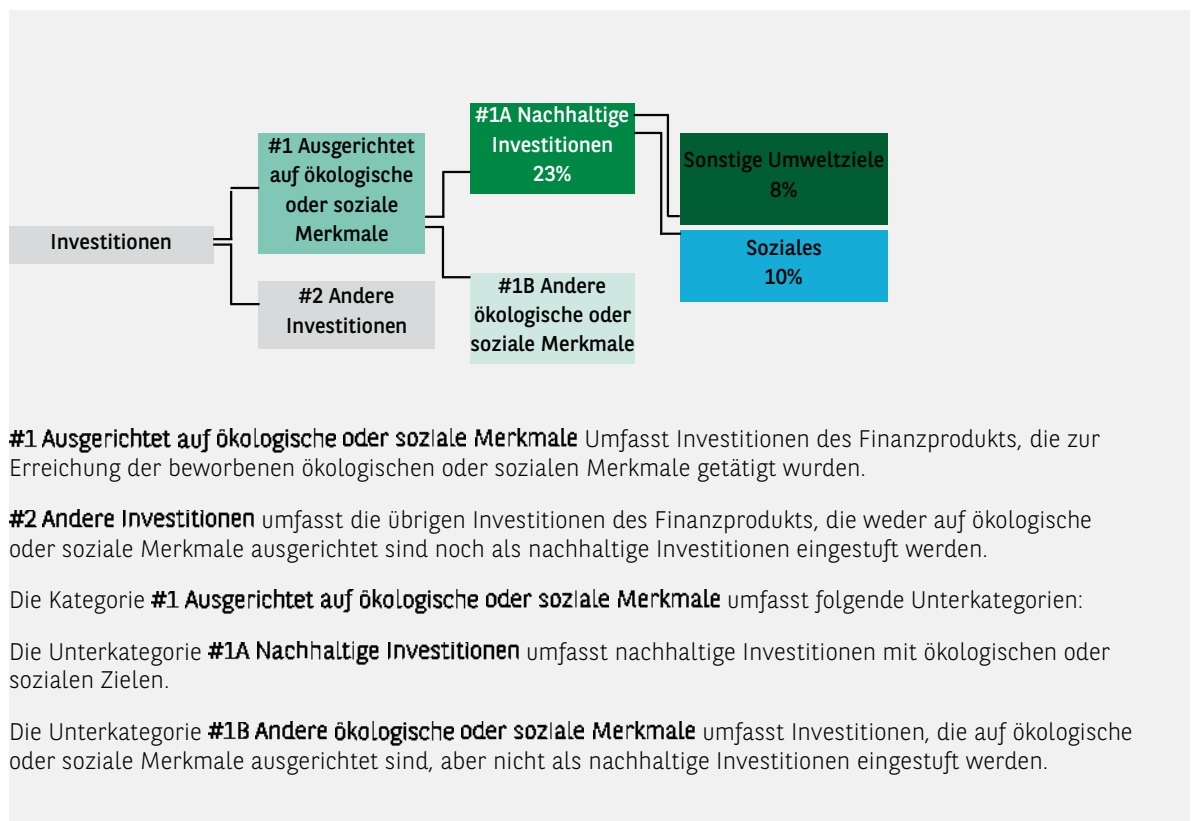 #1A Nachhaltige
Investitionen
23%
#1 Ausgerichtet
auf ökologische
oder soziale
Merkmale
Sonstige Umweltziele
8%
Investitionen
Soziales
10%
#2 Andere
Investitionen
#1B Andere
ökologische oder
soziale Merkmale
#1 Ausgerichtet auf ökologische oder soziale Merkmale Umfasst Investitionen des Finanzprodukts, die zur
Erreichung der beworbenen ökologischen oder sozialen Merkmale getätigt wurden.
#2 Andere Investitionen umfasst die übrigen Investitionen des Finanzprodukts, die weder auf ökologische
oder soziale Merkmale ausgerichtet sind noch als nachhaltige Investitionen eingestuft werden.
Die Kategorie #1 Ausgerichtet auf ökologische oder soziale Merkmale umfasst folgende Unterkategorien:
Die Unterkategorie #1A Nachhaltige Investitionen umfasst nachhaltige Investitionen mit ökologischen oder
sozialen Zielen.
Die Unterkategorie #1B Andere ökologische oder soziale Merkmale umfasst Investitionen, die auf ökologische
oder soziale Merkmale ausgerichtet sind, aber nicht als nachhaltige Investitionen eingestuft werden.